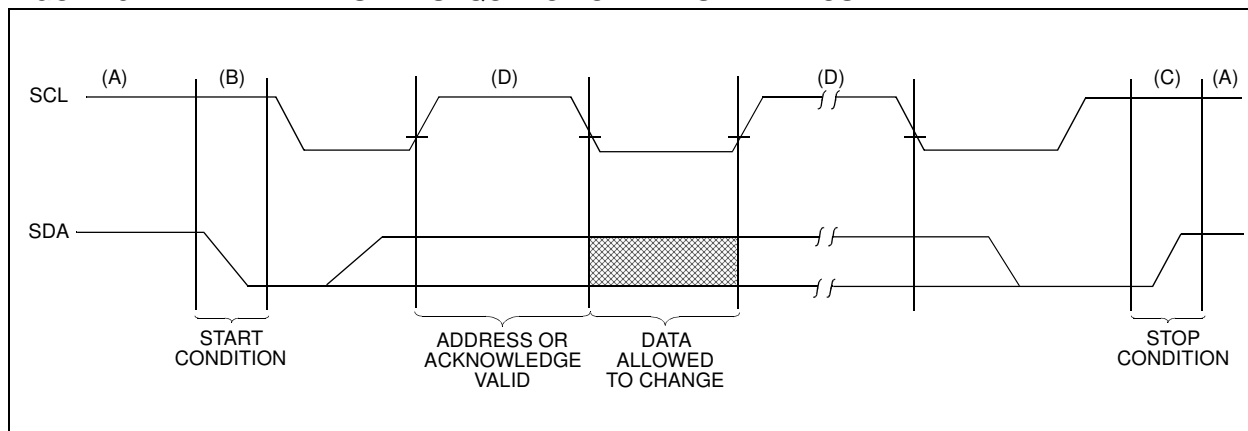 (A) (B) (D) (D) (C) (A)
SCL
SDA
START
CONDITION
ADDRESS OR
ACKNOWLEDGE
VALID
DATA
ALLOWED
TO CHANGE
STOP
CONDITION